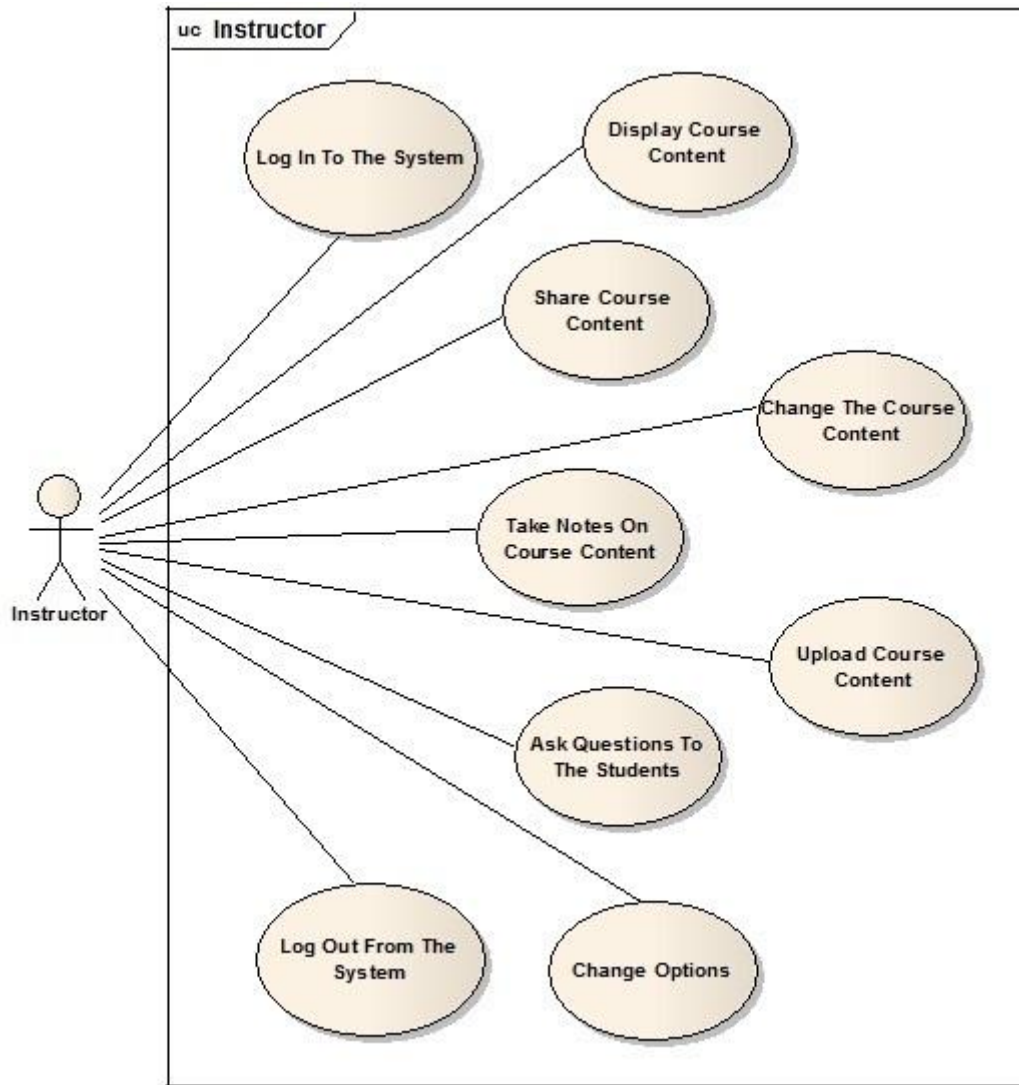 uc Instructor
Log In To The System
Display Course
Content
Share Course
Content
Change The Course
Content
Take Notes On
Course Content
Instructor
Upload Course
Content
Ask Questions To
The Students
Log Out From The
System
Change Options